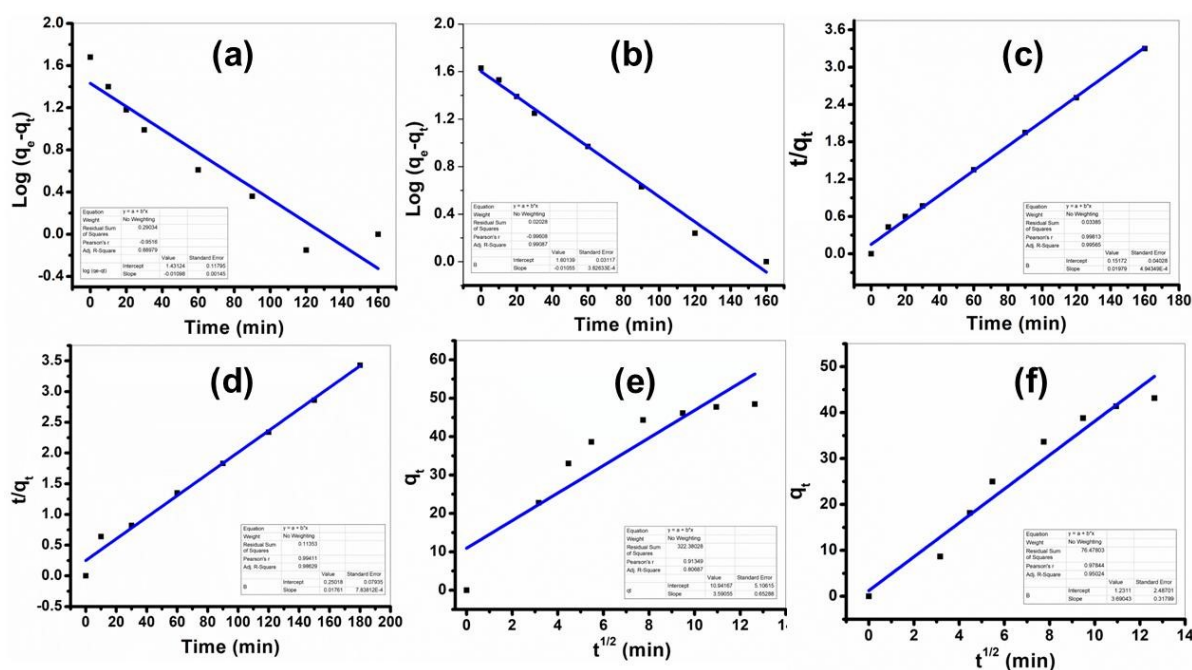 (a)
2.0
1.6
1.2
0.8
0.4
0.0
-0.4
Log (qe-qt)
0 20 40 60 80 100 120 140 160
Time (min)
Equation y = a + b*x
Weight No Weighting
Residual Sum of Squares 0.29034
Pearson's r -0.9518
Value Standard Error
log (qe-qt) Intercept 1.43124 0.11795
Slope -0.01098 0.00145
(b)
2.0
1.6
1.2
0.8
0.4
0.0
Log (qe-qt)
0 20 40 60 80 100 120 140 160
Time (min)
Equation y = a + b*x
Weight No Weighting
Residual Sum of Squares 0.02028
Pearson's r -0.99608
Adj. R-Square 0.99087
Value Standard Error
B Intercept 1.60139 0.03117
Slope -0.01055 3.82633E-4
(c)
3.6
3.0
2.4
1.8
1.2
0.6
0.0
t/qt
0 20 40 60 80 100 120 140 160 180
Time (min)
Equation y = a + b*x
Weight No Weighting
Residual Sum of Squares 0.03385
Pearson's r 0.99813
Adj. R-Square 0.99565
Value Standard Error
B Intercept 0.15172 0.04028
Slope 0.01979 4.94349E-4
(d)
3.5
3.0
2.5
2.0
1.5
1.0
0.5
0.0
-0.5
t/qt
0 20 40 60 80 100 120 140 160 180 200
Time (min)
Equation y = a + b*x
Weight No Weighting
Residual Sum of Squares 0.11353
Pearson's r 0.99411
Adj. R-Square 0.98629
Value Standard Error
B Intercept 0.25018 0.07935
Slope 0.01761
(e)
60
50
40
30
20
10
0
qt
0 2 4 6 8 10 12 14
t1/2 (min)
Equation y = a + b*x
Weight No Weighting
Residual Sum of Squares 322.38028
Pearson's r 0.91349
Adj. R-Square 0.80687
Value Standard Error
qt Intercept 5.10615
Slope 3.59055 0.65288
(f)
50
40
30
20
10
0
qt
0 2 4 6 8 10 12 14
t1/2 (min)
Equation y = a + b*x
Weight No Weighting
Residual Sum of Squares 76.47803
Pearson's r 0.97844
Adj. R-Square 0.95024
Value Standard Error
B Intercept 1.2311 2.48701
Slope 3.69043 0.31799